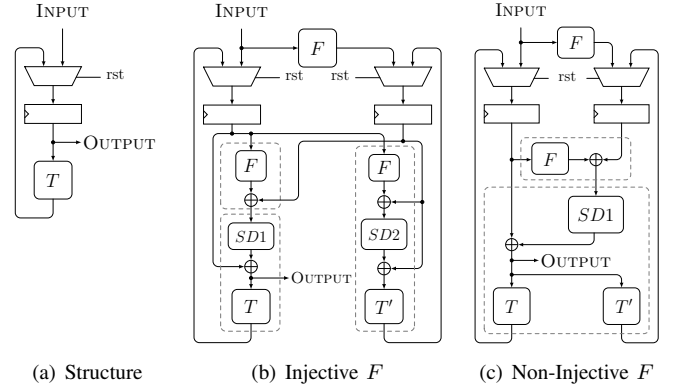 INPUT
rst
OUTPUT
T
(a) Structure
INPUT
F
rst
rst
F
F
SD1
SD2
OUTPUT
T
T′
(b) Injective F
INPUT
F
rst
F
SD1
OUTPUT
T
T′
(c) Non-Injective F